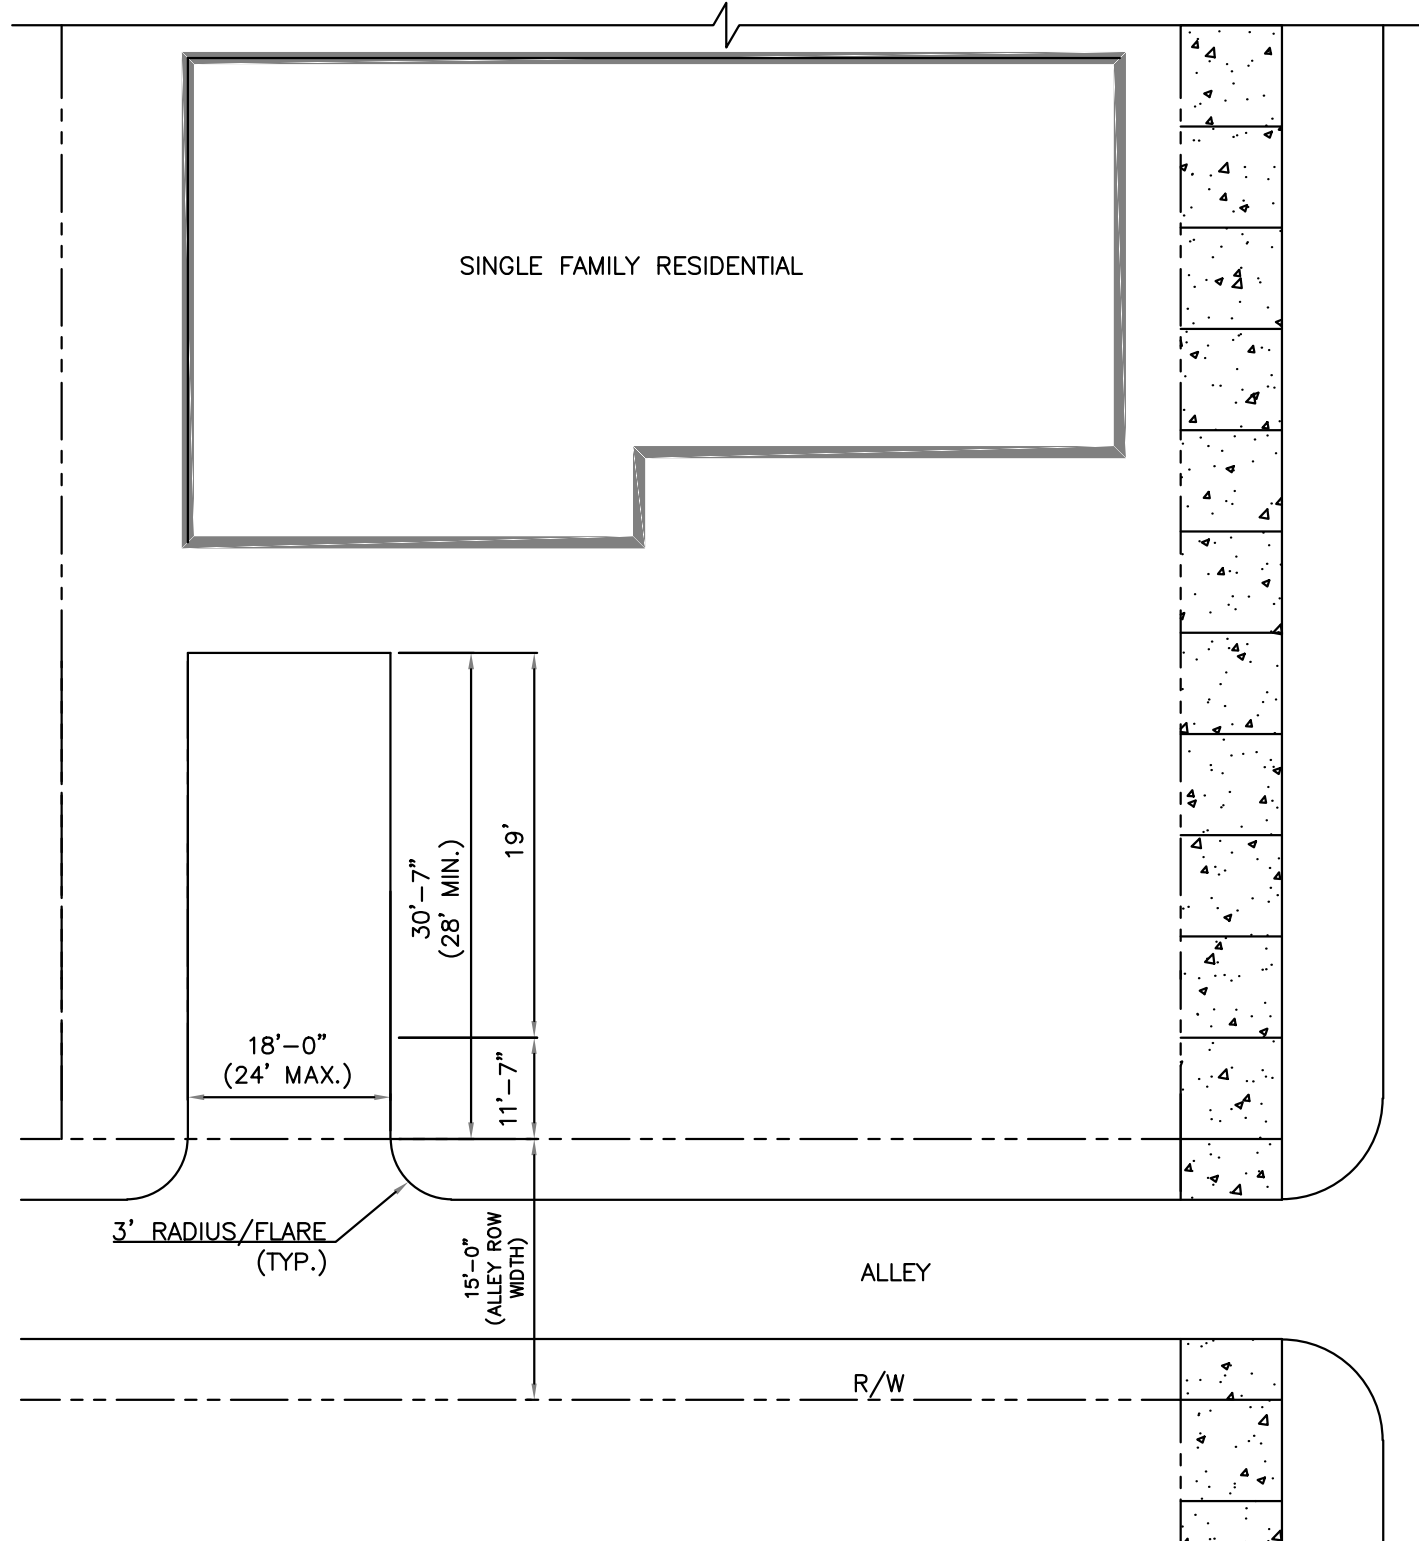 SINGLE FAMILY RESIDENTIAL
30'-7"
(28' MIN.)
19'
18'-0"
(24' MAX.)
11'-7"
3' RADIUS/FLARE
(TYP.)
15'-0"
(ALLEY ROW
WIDTH)
ALLEY
R/W